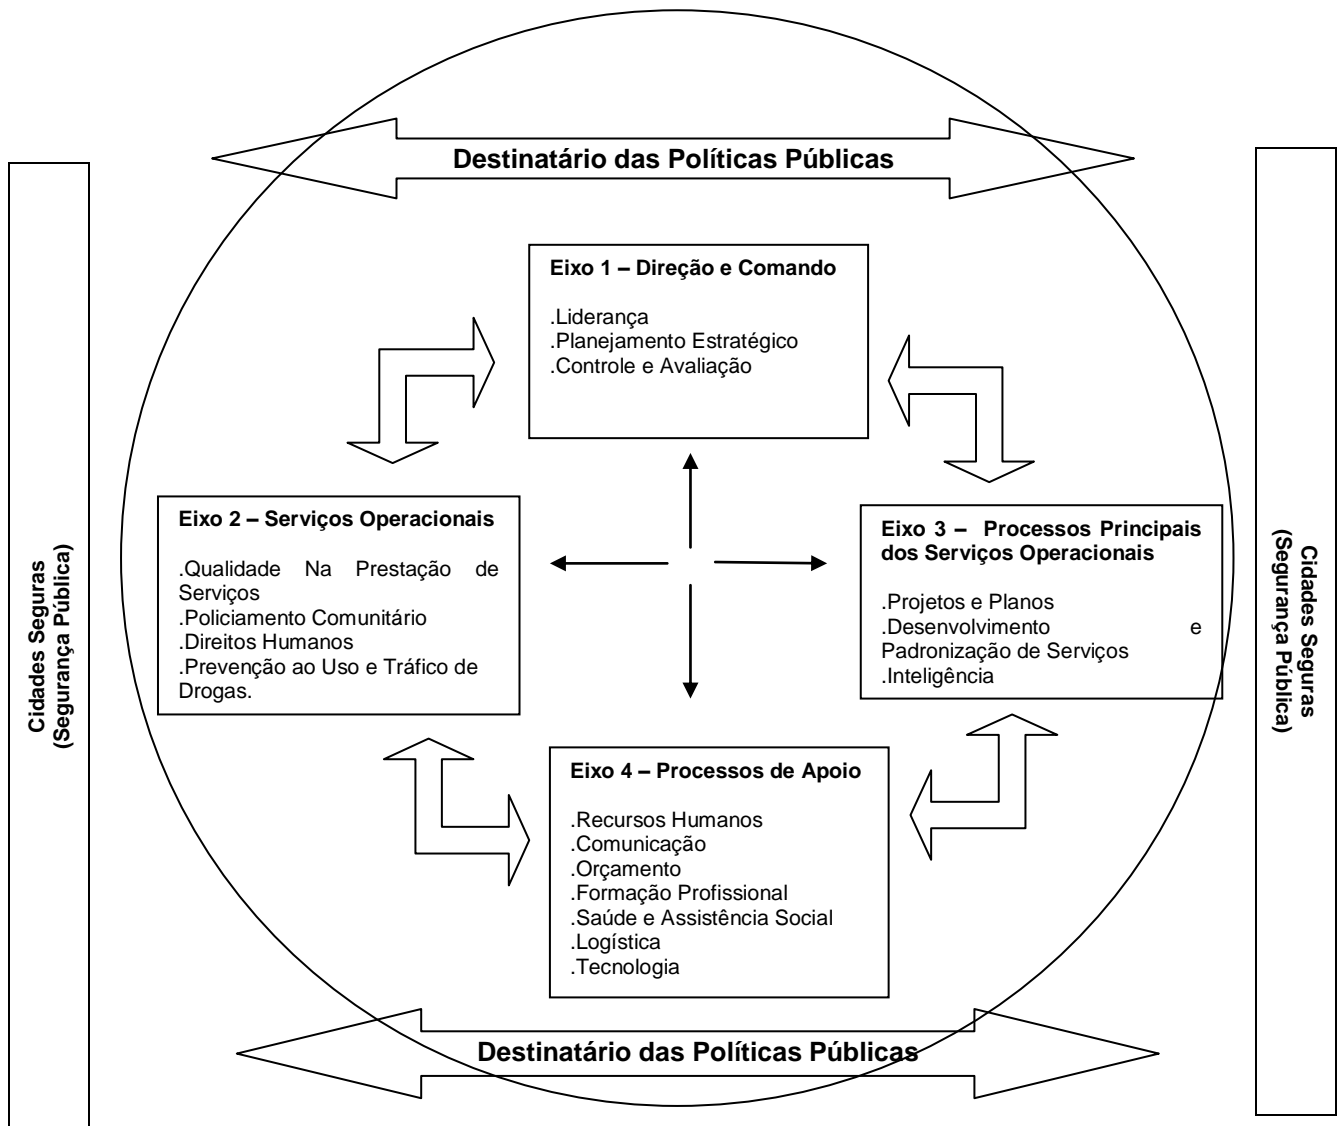 Destinatário das Políticas Públicas
Eixo 1 – Direção e Comando
.Liderança
.Planejamento Estratégico
.Controle e Avaliação
Cidades Seguras
(Segurança Pública)
Eixo 2 – Serviços Operacionais
.Qualidade Na Prestação de
Serviços
.Policiamento Comunitário
.Direitos Humanos
.Prevenção ao Uso e Tráfico de
Drogas.
Eixo 3 – Processos Principais
dos Serviços Operacionais
.Projetos e Planos
.Desenvolvimento e
Padronização de Serviços
.Inteligência
Cidades Seguras
(Segurança Pública)
Eixo 4 – Processos de Apoio
.Recursos Humanos
.Comunicação
.Orçamento
.Formação Profissional
.Saúde e Assistência Social
.Logística
.Tecnologia
Destinatário das Políticas Públicas